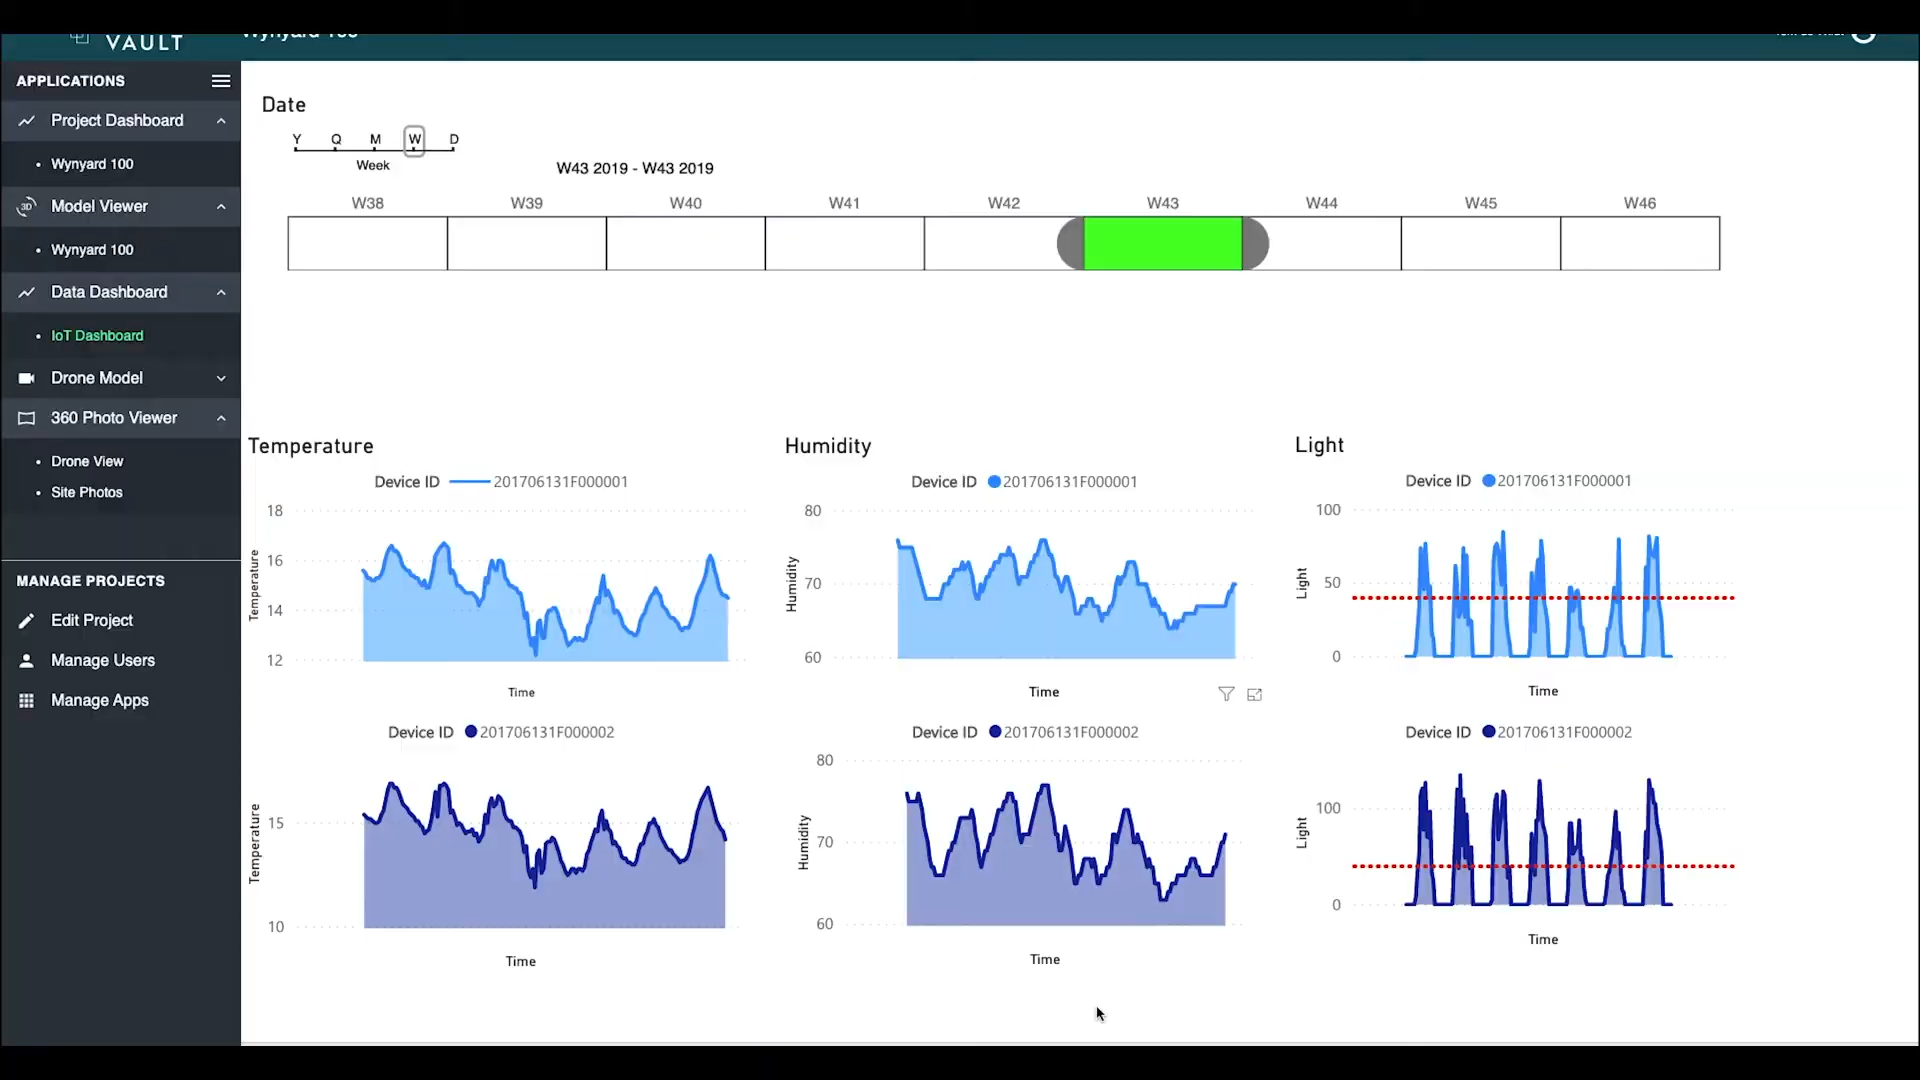 VAULT
Wynyard 100
APPLICATIONS
Project Dashboard
Wynyard 100
Model Viewer
Wynyard 100
Data Dashboard
IoT Dashboard
Drone Model
360 Photo Viewer
Drone View
Site Photos
MANAGE PROJECTS
Edit Project
Manage Users
Manage Apps
Date
Y Q M W D
Week
W43 2019 - W43 2019
W38 W39 W40 W41 W42 W43 W44 W45 W46
Temperature
Device ID 201706131F000001
18
16
14
12
Temperature
Time
Device ID 201706131F000002
15
10
Temperature
Time
Humidity
Device ID 201706131F000001
80
70
60
Humidity
Time
Device ID 201706131F000002
80
70
60
Humidity
Time
Light
Device ID 201706131F000001
100
50
0
Light
Time
Device ID 201706131F000002
100
0
Light
Time